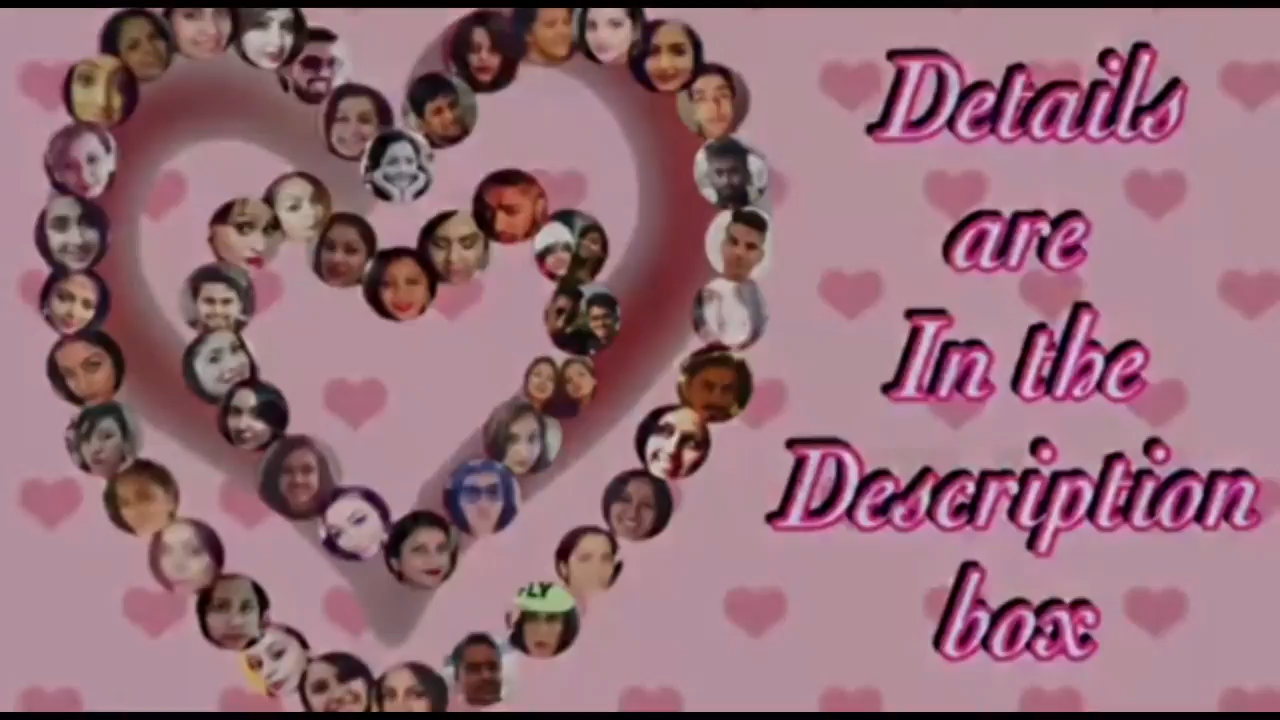 Details
are
In the
Description
box